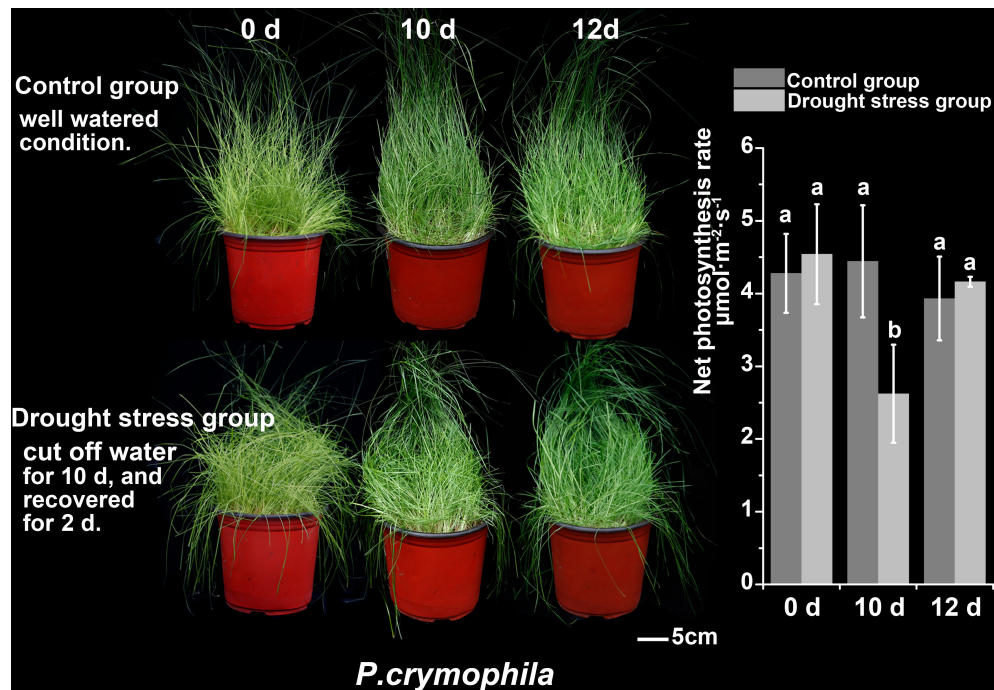 0 d
10 d
12d
Control group
well watered
condition.
Drought stress group
cut off water
for 10 d, and
recovered
for 2 d.
5cm
P.crymophila
Control group
Drought stress group
Net photosynthesis rate
μmol·m⁻²·s⁻¹
6
5
4
3
2
1
0
a
a
a
b
a
a
0 d
10 d
12 d